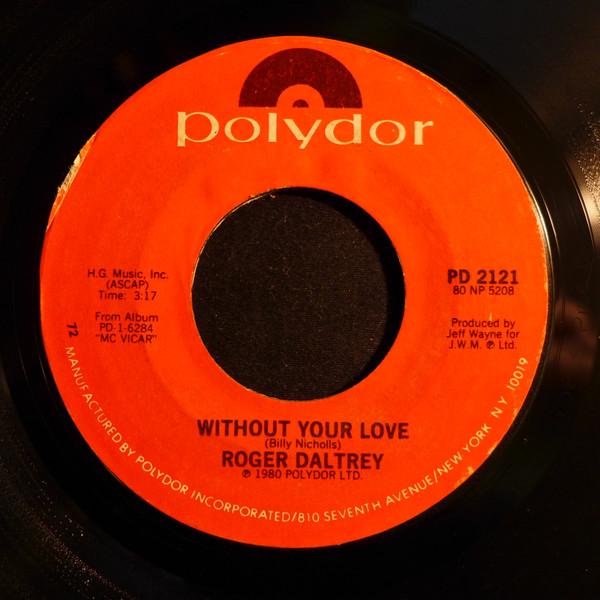 polydor
H.G. Music, Inc.
(ASCAP)
Time: 3:17
From Album
PD-1-6284
"MC VICAR"
72
PD 2121
80 NP 5208
Produced by
Jeff Wayne for
J.W.M. ℗ Ltd.
WITHOUT YOUR LOVE
(Billy Nicholls)
ROGER DALTREY
℗ 1980 POLYDOR LTD.
MANUFACTURED BY POLYDOR INCORPORATED/810 SEVENTH AVENUE/NEW YORK N Y 10019